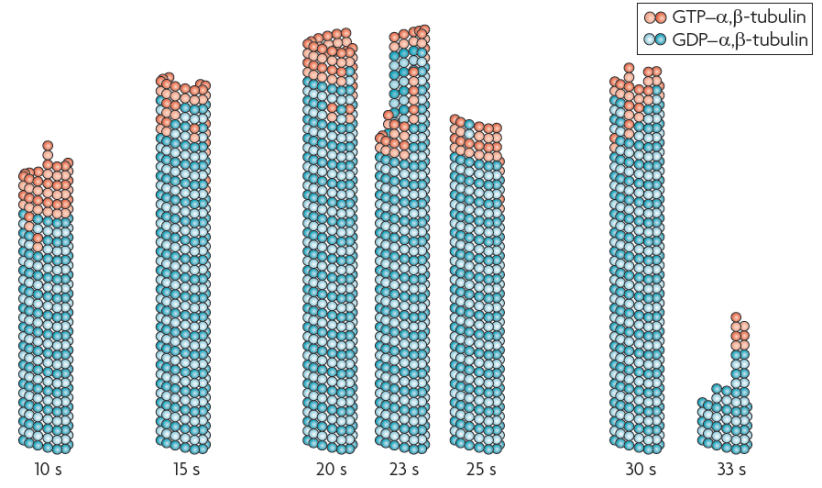 GTP–α,β-tubulin
GDP–α,β-tubulin
10 s
15 s
20 s
23 s
25 s
30 s
33 s